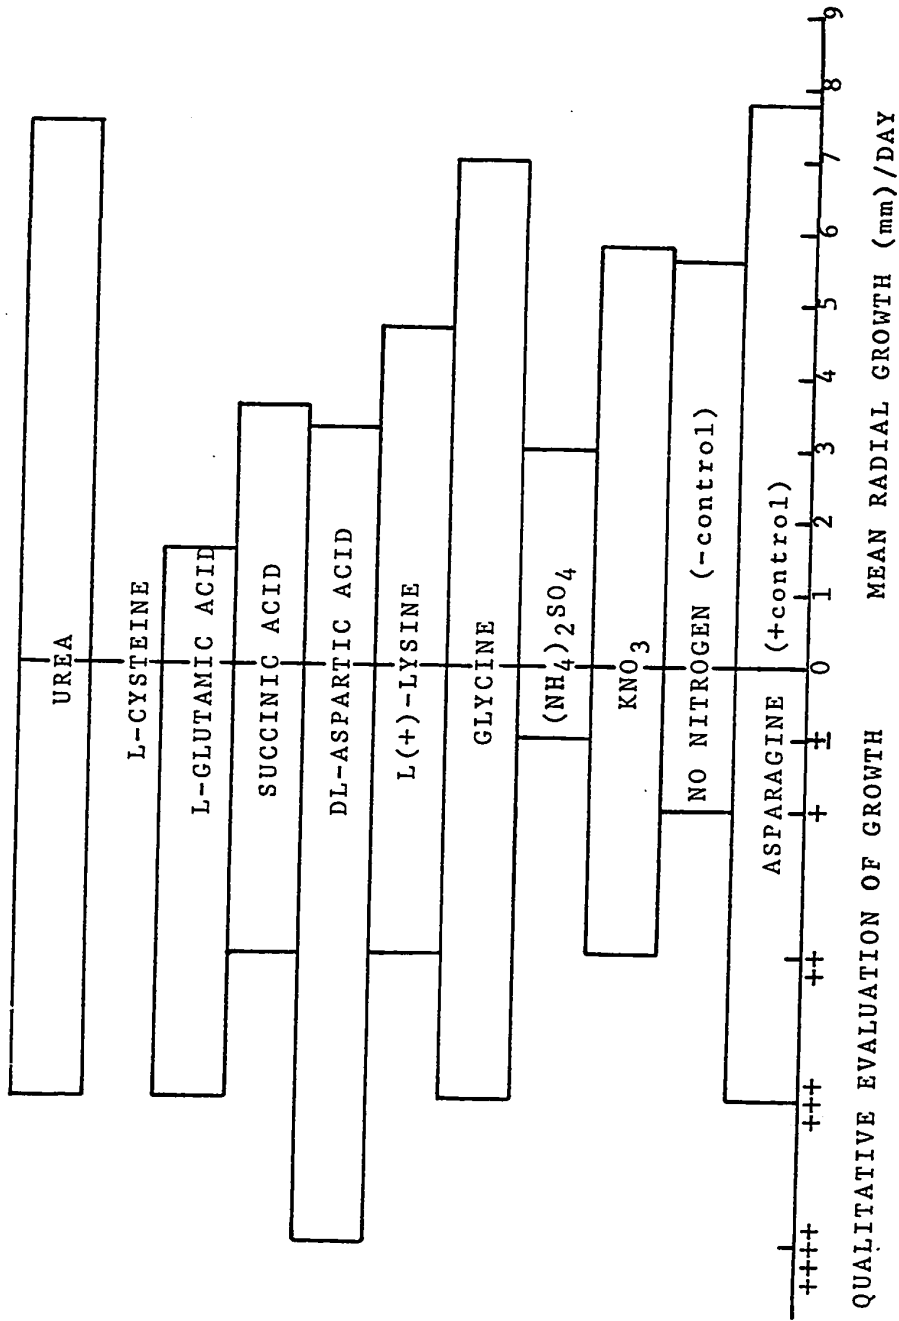 UREA
L-CYSTEINE
L-GLUTAMIC ACID
SUCCINIC ACID
DL-ASPARTIC ACID
L(+)-LYSINE
GLYCINE
(NH4)2SO4
KNO3
NO NITROGEN (-control)
ASPARAGINE (+control)
++++ +++ ++ + ± 0 1 2 3 4 5 6 7 8 9
QUALITATIVE EVALUATION OF GROWTH MEAN RADIAL GROWTH (mm)/DAY